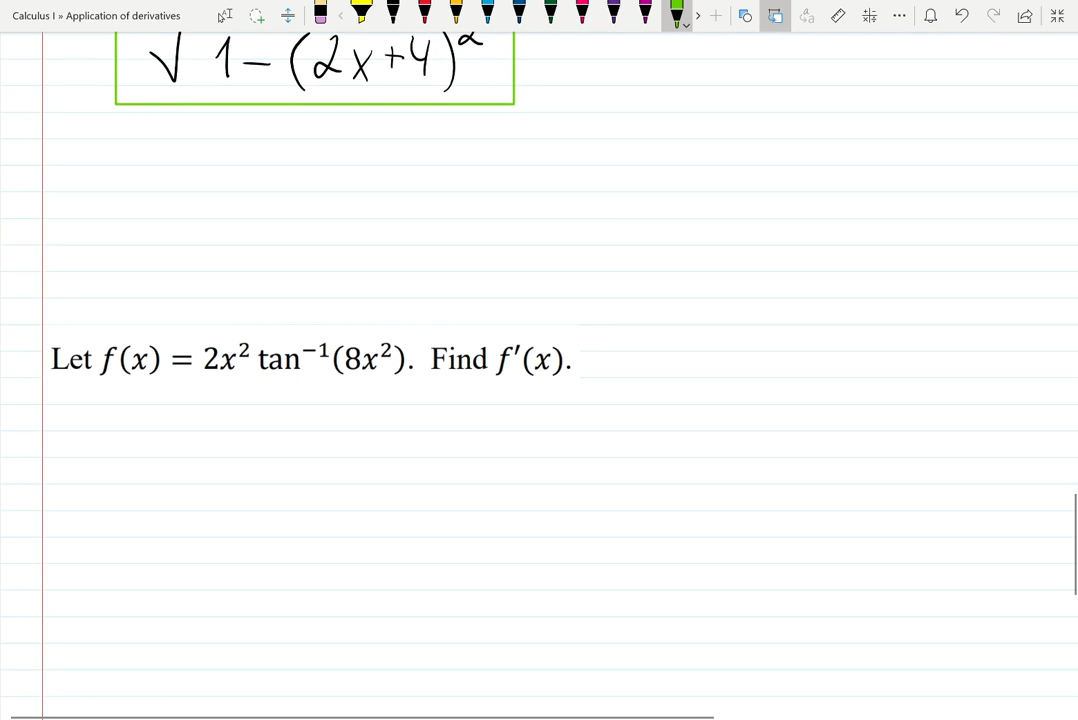 Calculus I » Application of derivatives
√ 1 - (2x+4)²
Let f(x) = 2x² tan⁻¹(8x²). Find f′(x).